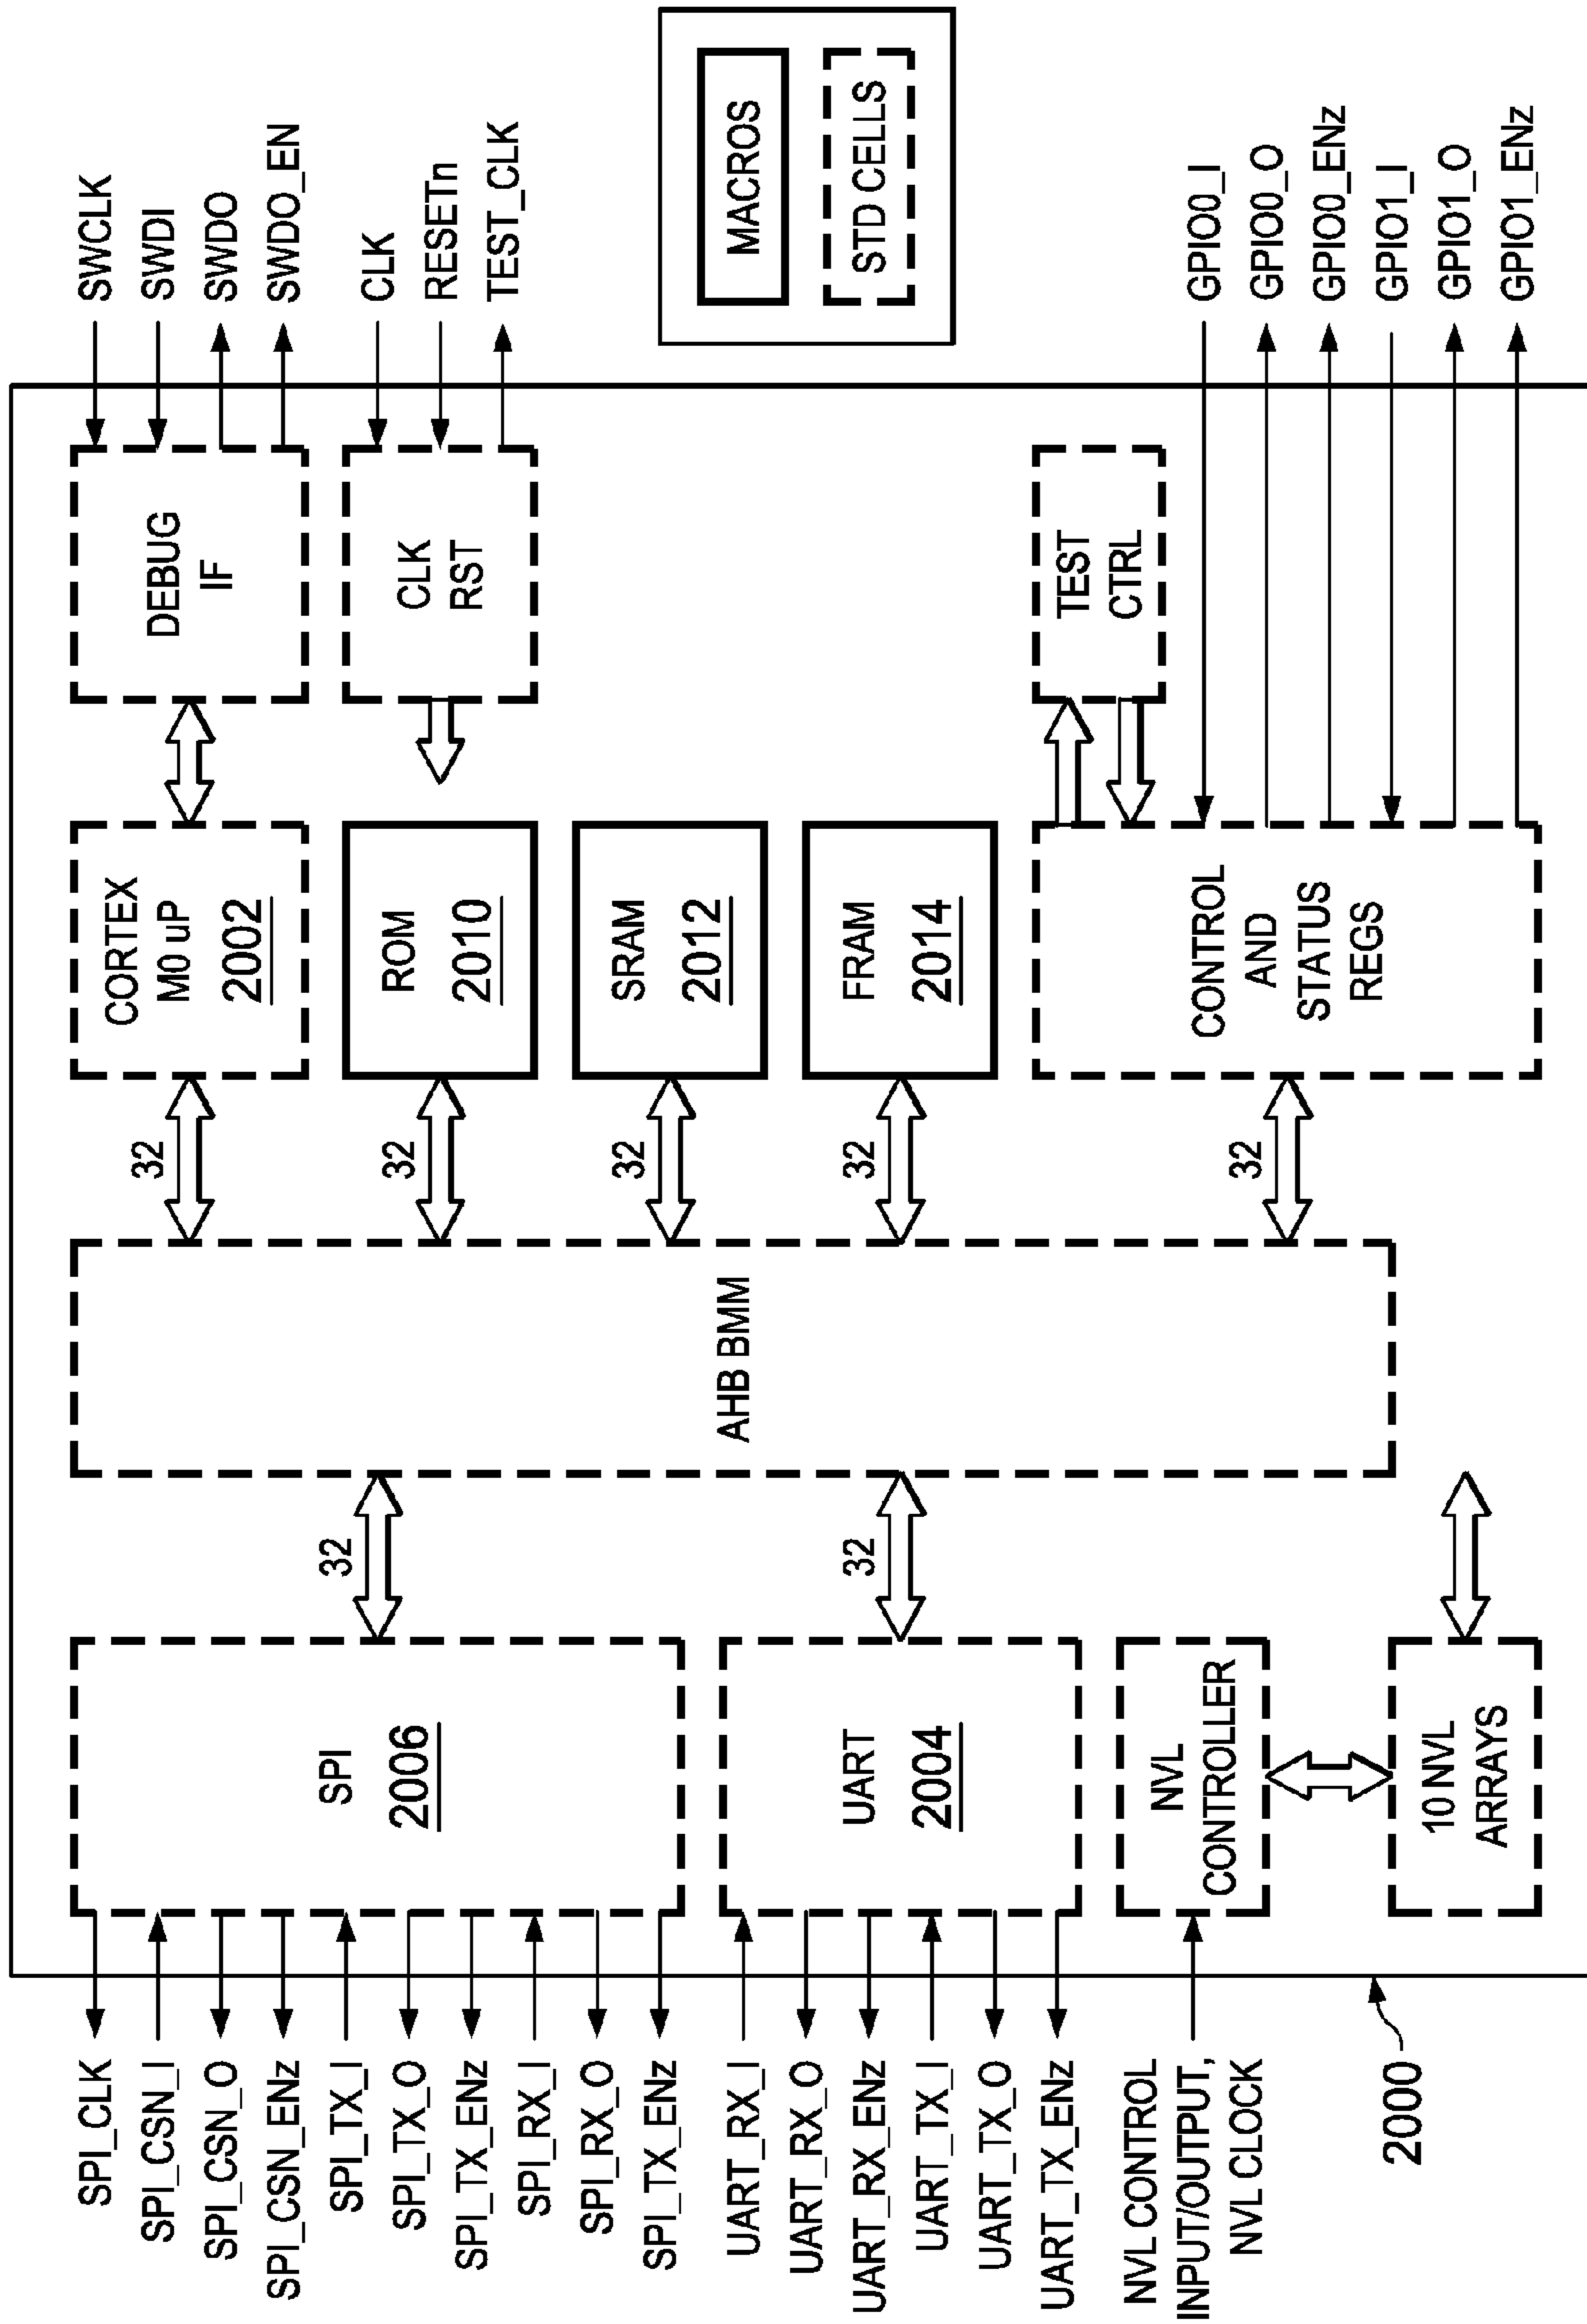 SPI_CLK
SPI_CSN_I
SPI_CSN_O
SPI_CSN_ENz
SPI_TX_I
SPI_TX_O
SPI_TX_ENz
SPI_RX_I
SPI_RX_O
SPI_TX_ENz
UART_RX_I
UART_RX_O
UART_RX_ENz
UART_TX_I
UART_TX_O
UART_TX_ENz
NVL CONTROL
INPUT/OUTPUT,
NVL CLOCK
2000
SPI
2006
UART
2004
NVL
CONTROLLER
10 NVL
ARRAYS
32
32
AHB BMM
32
32
32
32
32
CORTEX
M0 uP
2002
ROM
2010
SRAM
2012
FRAM
2014
CONTROL
AND
STATUS
REGS
DEBUG
IF
CLK
RST
TEST
CTRL
SWCLK
SWDI
SWDO
SWDO_EN
CLK
RESETn
TEST_CLK
MACROS
STD CELLS
GPIO0_I
GPIO0_O
GPIO0_ENz
GPIO1_I
GPIO1_O
GPIO1_ENz